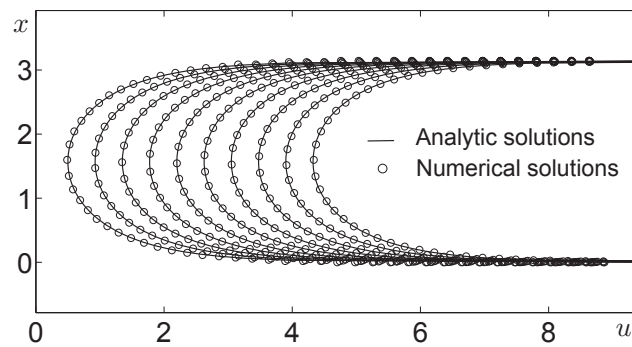 x
3
2
— Analytic solutions
○ Numerical solutions
1
0
0 2 4 6 8 u